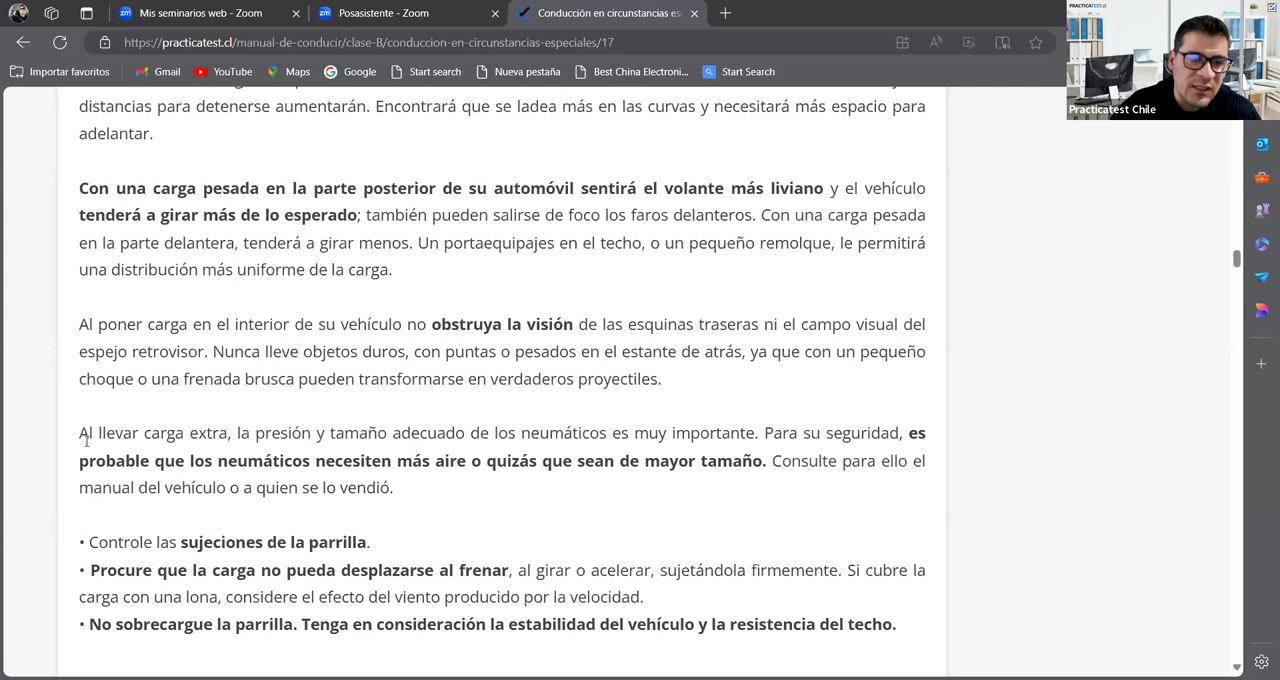 Mis seminarios web - Zoom
Posasistente - Zoom
Conducción en circunstancias es
https://practicatest.cl/manual-de-conducir/clase-B/conduccion-en-circunstancias-especiales/17
Importar favoritos
Gmail
YouTube
Maps
Google
Start search
Nueva pestaña
Best China Electroni...
Start Search
PRACTICATEST.cl
Practicatest Chile
distancias para detenerse aumentarán. Encontrará que se ladea más en las curvas y necesitará más espacio para
adelantar.
Con una carga pesada en la parte posterior de su automóvil sentirá el volante más liviano y el vehículo
tenderá a girar más de lo esperado; también pueden salirse de foco los faros delanteros. Con una carga pesada
en la parte delantera, tenderá a girar menos. Un portaequipajes en el techo, o un pequeño remolque, le permitirá
una distribución más uniforme de la carga.
Al poner carga en el interior de su vehículo no obstruya la visión de las esquinas traseras ni el campo visual del
espejo retrovisor. Nunca lleve objetos duros, con puntas o pesados en el estante de atrás, ya que con un pequeño
choque o una frenada brusca pueden transformarse en verdaderos proyectiles.
Al llevar carga extra, la presión y tamaño adecuado de los neumáticos es muy importante. Para su seguridad, es
probable que los neumáticos necesiten más aire o quizás que sean de mayor tamaño. Consulte para ello el
manual del vehículo o a quien se lo vendió.
• Controle las sujeciones de la parrilla.
• Procure que la carga no pueda desplazarse al frenar, al girar o acelerar, sujetándola firmemente. Si cubre la
carga con una lona, considere el efecto del viento producido por la velocidad.
• No sobrecargue la parrilla. Tenga en consideración la estabilidad del vehículo y la resistencia del techo.